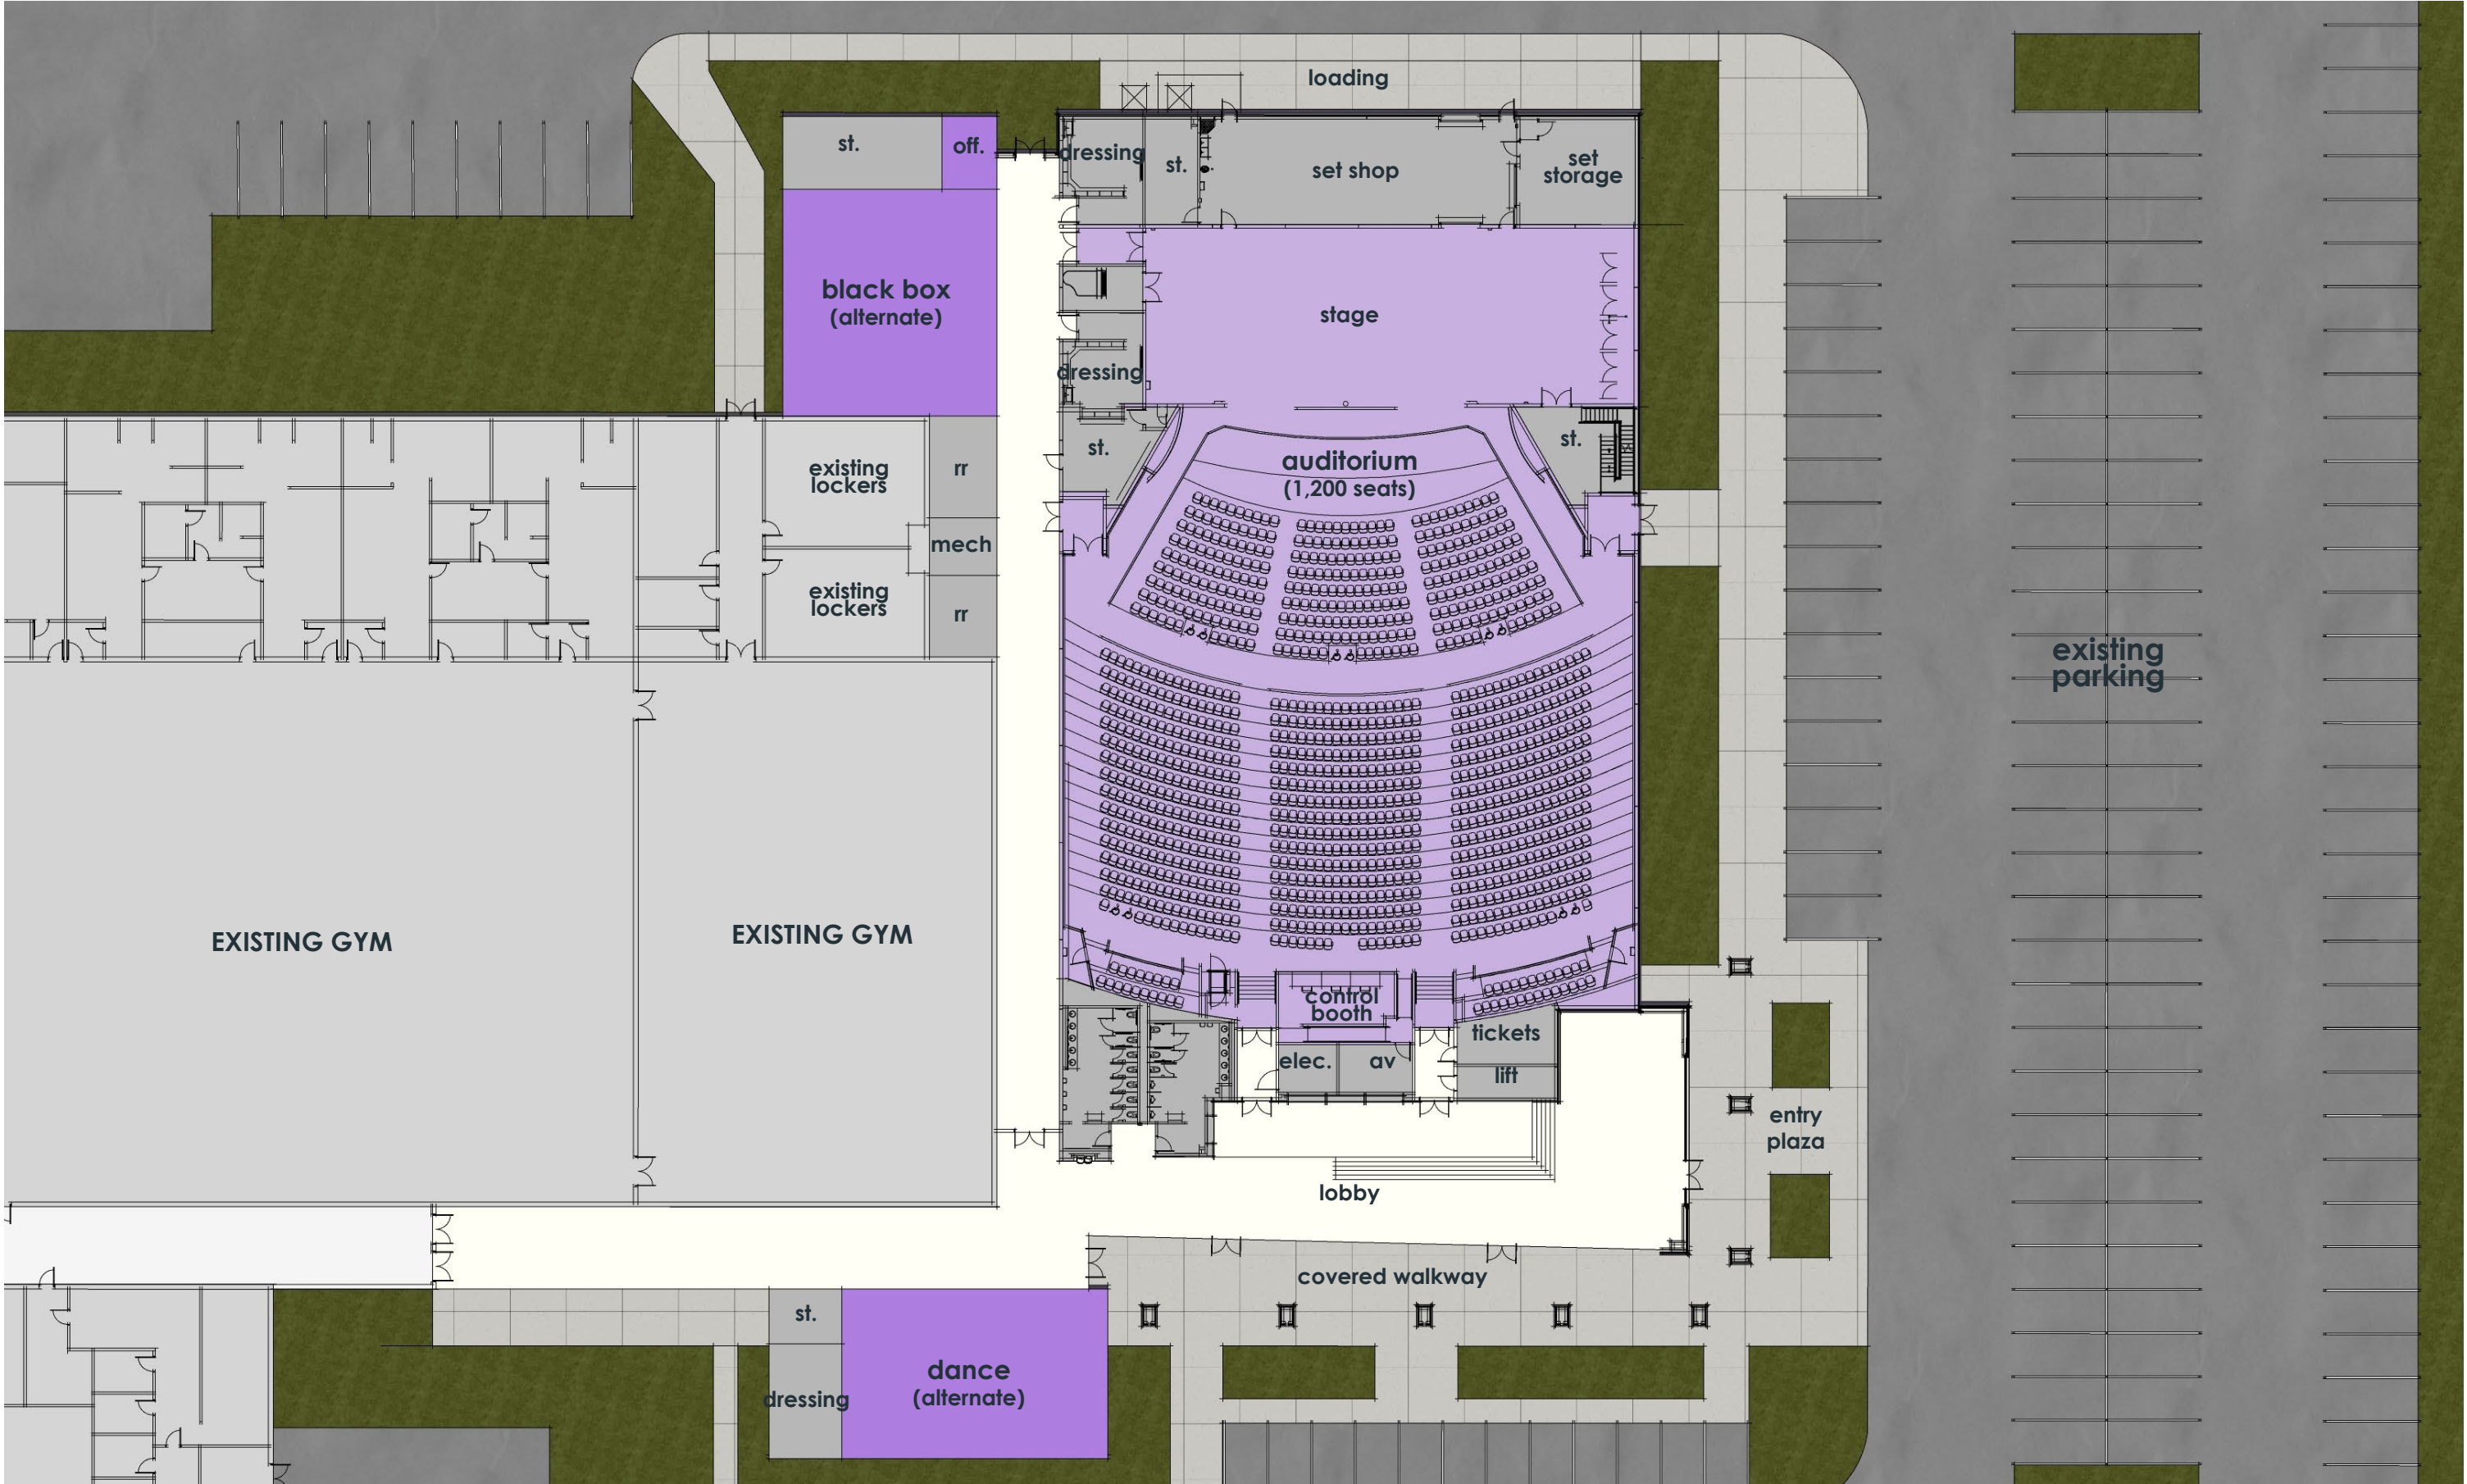 loading
st.
off.
dressing
st.
set shop
set
storage
black box
(alternate)
stage
dressing
st.
st.
auditorium
(1,200 seats)
existing
lockers
rr
mech
existing
lockers
rr
existing
parking
EXISTING GYM
EXISTING GYM
control
booth
tickets
elec.
av
lift
entry
plaza
lobby
covered walkway
st.
dance
(alternate)
dressing